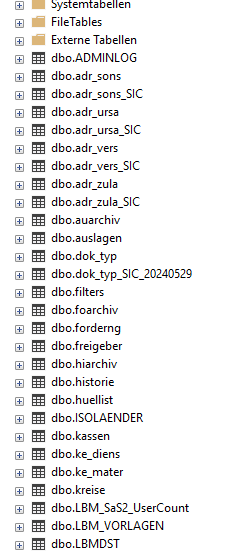 Systemtabellen
FileTables
Externe Tabellen
dbo.ADMINLOG
dbo.adr_sons
dbo.adr_sons_SIC
dbo.adr_ursa
dbo.adr_ursa_SIC
dbo.adr_vers
dbo.adr_vers_SIC
dbo.adr_zula
dbo.adr_zula_SIC
dbo.auarchiv
dbo.auslagen
dbo.dok_typ
dbo.dok_typ_SIC_20240529
dbo.filters
dbo.foarchiv
dbo.forderng
dbo.freigeber
dbo.hiarchiv
dbo.historie
dbo.huellist
dbo.ISOLAENDER
dbo.kassen
dbo.ke_diens
dbo.ke_mater
dbo.kreise
dbo.LBM_SaS2_UserCount
dbo.LBM_VORLAGEN
dbo.LBMDST